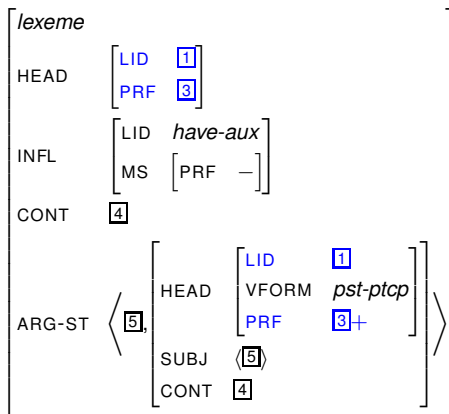 lexeme
HEAD [LID 1
PRF 3]
INFL [LID have-aux
MS [PRF −]]
CONT 4
ARG-ST ⟨5, [HEAD [LID 1
VFORM pst-ptcp
PRF 3+]
SUBJ ⟨5⟩
CONT 4]⟩